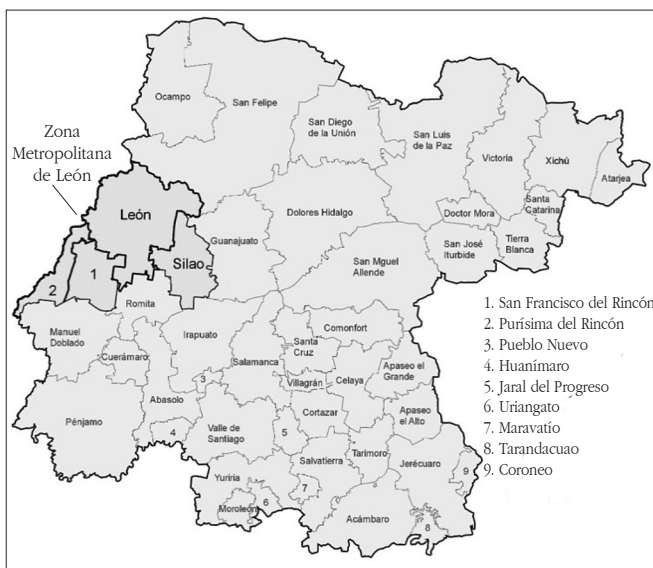 Ocampo
San Felipe
San Diego
de la Unión
San Luis
de la Paz
Victoria
Xichú
Atarjea
Zona
Metropolitana
de León
León
Dolores Hidalgo
Doctor Mora
Santa
Catarina
Guanajuato
Silao
San Mguel
Allende
San José
Iturbide
Tierra
Blanca
1
2
Romita
Manuel
Doblado
Cuerámaro
Irapuato
Salamanca
Santa
Cruz
Comonfort
Villagrán
Celaya
Apaseo el
Grande
3
Abasolo
Pénjamo
4
Valle de
Santiago
5
Cortazar
Apaseo
el Alto
Salvatierra
Tarimoro
Jerécuaro
9
Yuriria
7
6
Moroleón
Acámbaro
8
1. San Francisco del Rincón
2. Purísima del Rincón
3. Pueblo Nuevo
4. Huanímaro
5. Jaral del Progreso
6. Uriangato
7. Maravatío
8. Tarandacuao
9. Coroneo